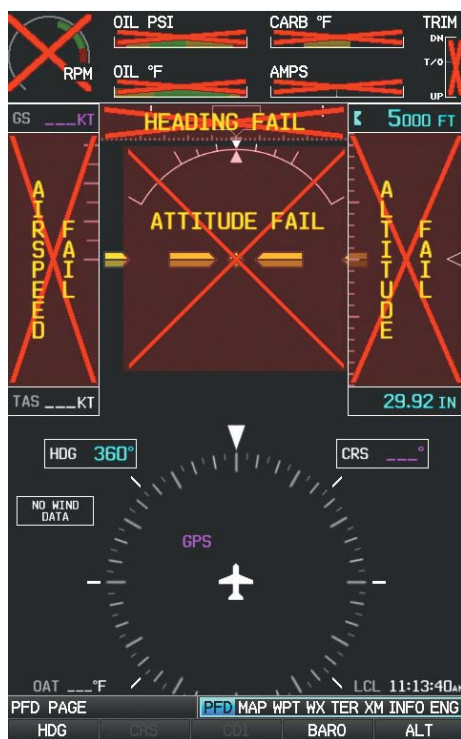 OIL PSI
CARB °F
TRIM
DN
T/O
RPM
OIL °F
AMPS
UP
GS ___KT
HEADING FAIL
5000 FT
ATTITUDE FAIL
AIRSPEED
FAIL
ALTITUDE
FAIL
TAS ___KT
29.92 IN
HDG 360°
CRS ___°
NO WIND
DATA
GPS
OAT ___°F
LCL 11:13:40AM
PFD PAGE
PFD MAP WPT WX TER XM INFO ENG
HDG
CRS
CDI
BARO
ALT